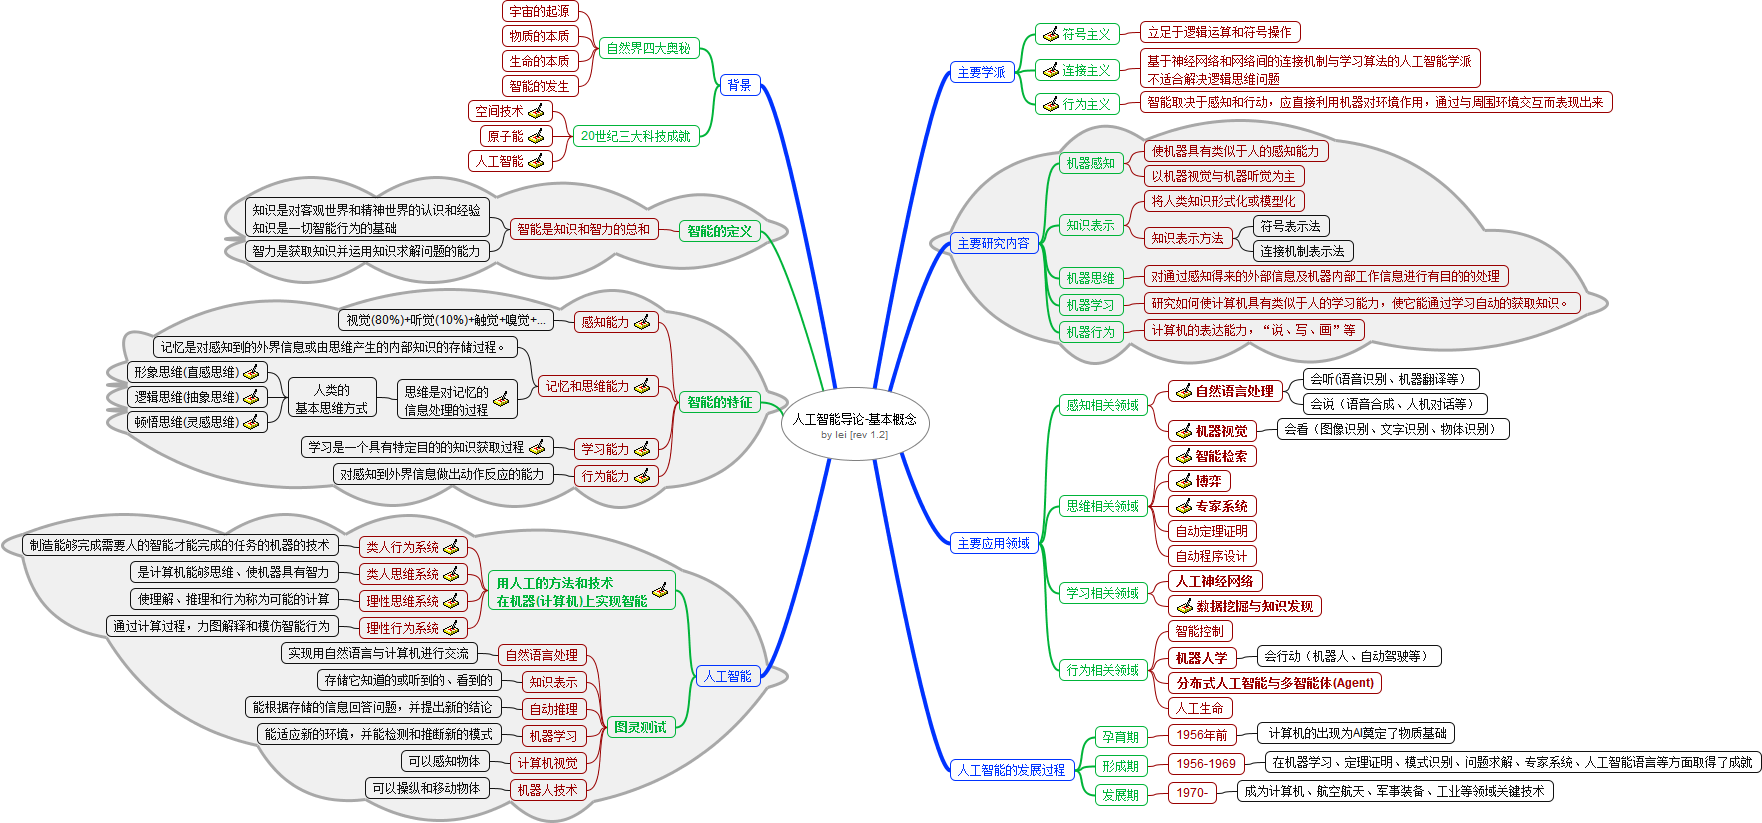 人工智能导论-基本概念
by lei [rev 1.2]
背景
自然界四大奥秘
宇宙的起源
物质的本质
生命的本质
智能的发生
20世纪三大科技成就
空间技术
原子能
人工智能
智能的定义
智能是知识和智力的总和
知识是对客观世界和精神世界的认识和经验
知识是一切智能行为的基础
智力是获取知识并运用知识求解问题的能力
智能的特征
感知能力
视觉(80%)+听觉(10%)+触觉+嗅觉+...
记忆和思维能力
记忆是对感知到的外界信息或由思维产生的内部知识的存储过程。
思维是对记忆的
信息处理的过程
人类的
基本思维方式
形象思维(直感思维)
逻辑思维(抽象思维)
顿悟思维(灵感思维)
学习能力
学习是一个具有特定目的的知识获取过程
行为能力
对感知到外界信息做出动作反应的能力
人工智能
用人工的方法和技术
在机器(计算机)上实现智能
类人行为系统
制造能够完成需要人的智能才能完成的任务的机器的技术
类人思维系统
是计算机能够思维、使机器具有智力
理性思维系统
使理解、推理和行为称为可能的计算
理性行为系统
通过计算过程，力图解释和模仿智能行为
图灵测试
自然语言处理
实现用自然语言与计算机进行交流
知识表示
存储它知道的或听到的、看到的
自动推理
能根据存储的信息回答问题，并提出新的结论
机器学习
能适应新的环境，并能检测和推断新的模式
计算机视觉
可以感知物体
机器人技术
可以操纵和移动物体
主要学派
符号主义
立足于逻辑运算和符号操作
连接主义
基于神经网络和网络间的连接机制与学习算法的人工智能学派
不适合解决逻辑思维问题
行为主义
智能取决于感知和行动，应直接利用机器对环境作用，通过与周围环境交互而表现出来
主要研究内容
机器感知
使机器具有类似于人的感知能力
以机器视觉与机器听觉为主
知识表示
将人类知识形式化或模型化
知识表示方法
符号表示法
连接机制表示法
机器思维
对通过感知得来的外部信息及机器内部工作信息进行有目的的处理
机器学习
研究如何使计算机具有类似于人的学习能力，使它能通过学习自动的获取知识。
机器行为
计算机的表达能力，“说、写、画”等
主要应用领域
感知相关领域
自然语言处理
会听(语音识别、机器翻译等）
会说（语音合成、人机对话等）
机器视觉
会看（图像识别、文字识别、物体识别）
思维相关领域
智能检索
博弈
专家系统
自动定理证明
自动程序设计
学习相关领域
人工神经网络
数据挖掘与知识发现
行为相关领域
智能控制
机器人学
会行动（机器人、自动驾驶等）
分布式人工智能与多智能体(Agent)
人工生命
人工智能的发展过程
孕育期
1956年前
计算机的出现为AI奠定了物质基础
形成期
1956-1969
在机器学习、定理证明、模式识别、问题求解、专家系统、人工智能语言等方面取得了成就
发展期
1970-
成为计算机、航空航天、军事装备、工业等领域关键技术